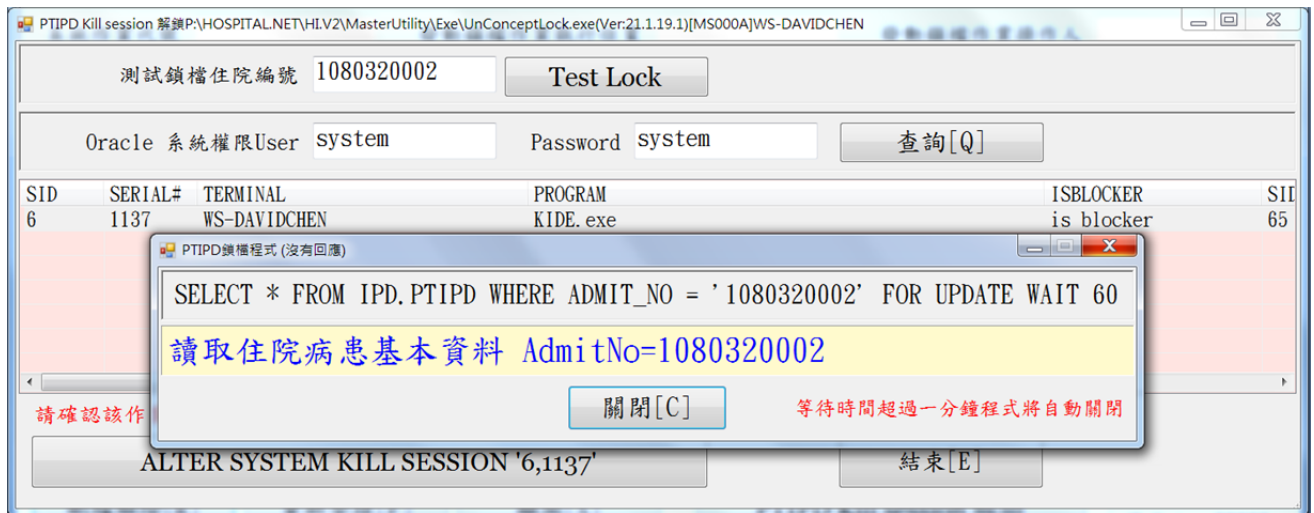 PTIPD Kill session 解鎖P:\HOSPITAL.NET\HI.V2\MasterUtility\Exe\UnConceptLock.exe(Ver:21.1.19.1)[MS000A]WS-DAVIDCHEN
測試鎖檔住院編號 1080320002 Test Lock
Oracle 系統權限User system Password system 查詢[Q]
SID SERIAL# TERMINAL PROGRAM ISBLOCKER SID
6 1137 WS-DAVIDCHEN KIDE.exe is blocker 65
PTIPD鎖檔程式 (沒有回應)
SELECT * FROM IPD.PTIPD WHERE ADMIT_NO = '1080320002' FOR UPDATE WAIT 60
讀取住院病患基本資料 AdmitNo=1080320002
關閉[C] 等待時間超過一分鐘程式將自動關閉
請確認該作
ALTER SYSTEM KILL SESSION '6,1137' 結束[E]